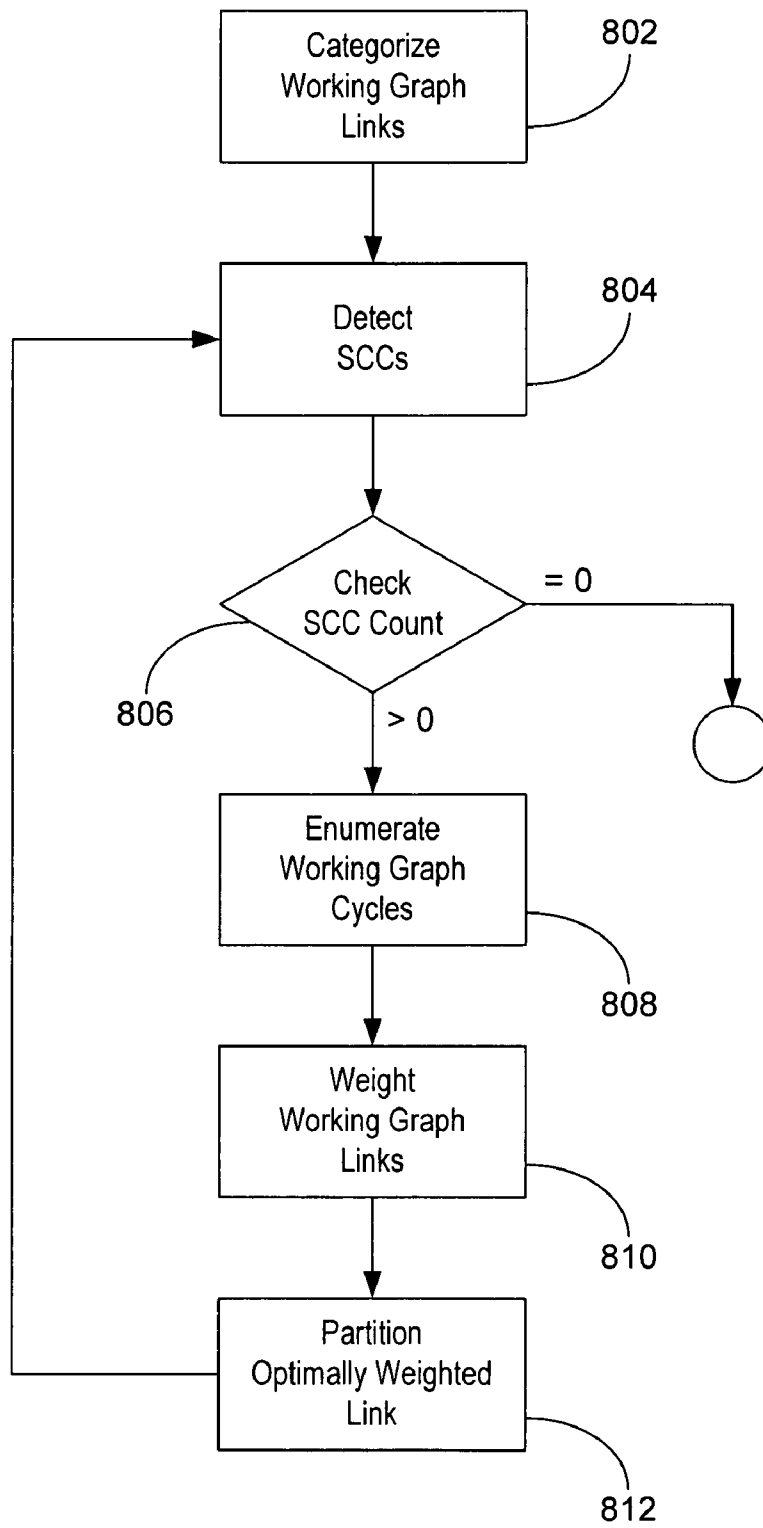 Categorize
Working Graph
Links
802
Detect
SCCs
804
Check
SCC Count
= 0
806
> 0
Enumerate
Working Graph
Cycles
808
Weight
Working Graph
Links
810
Partition
Optimally Weighted
Link
812